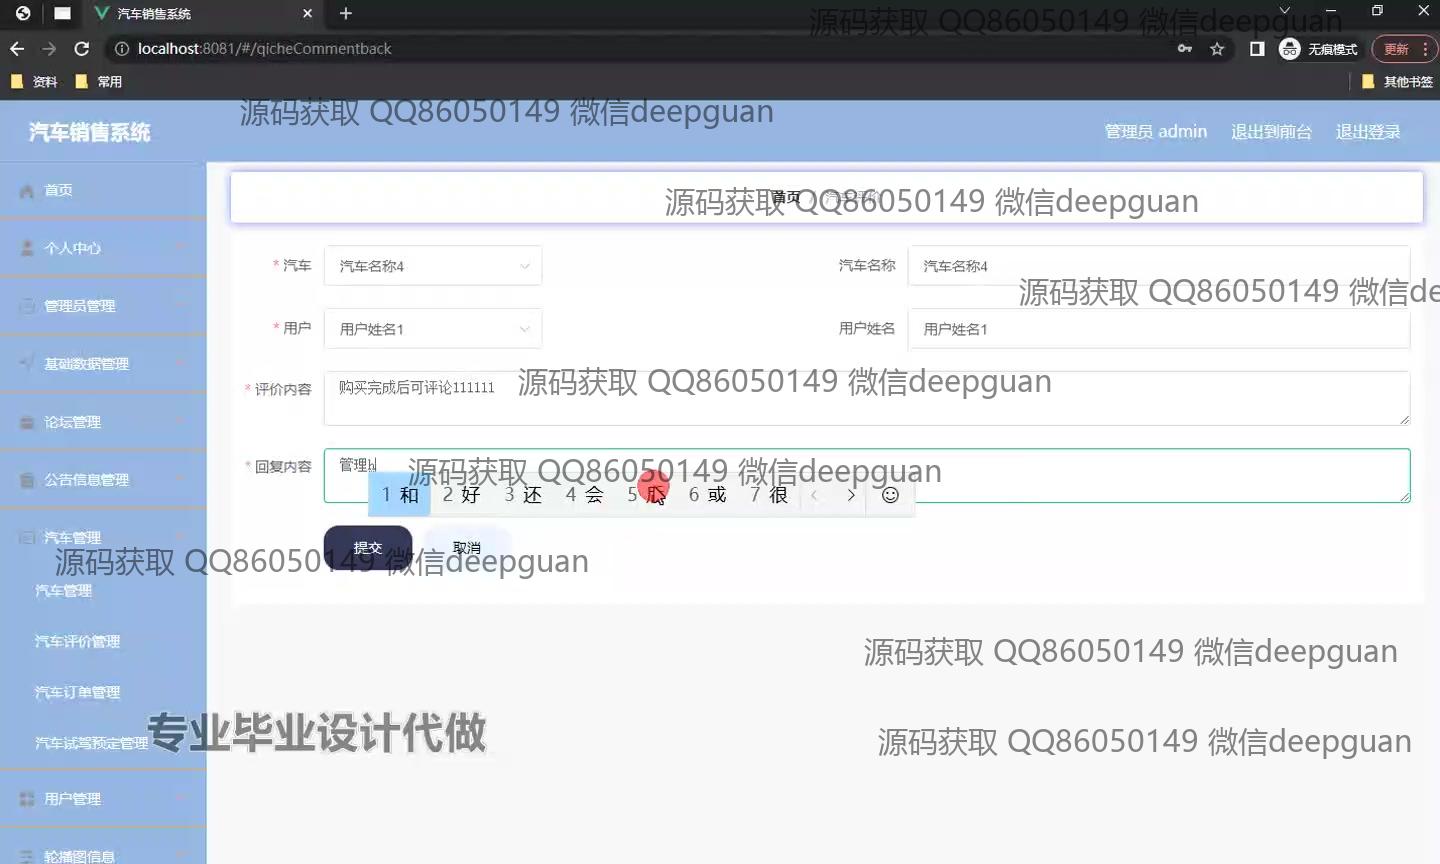 汽车销售系统
源码获取 QQ86050149 微信deepguan
localhost:8081/#/qicheCommentback
无痕模式
更新
资料
常用
其他书签
源码获取 QQ86050149 微信deepguan
汽车销售系统
管理员 admin
退出到前台
退出登录
首页
首页
源码获取 QQ86050149 微信deepguan
个人中心
* 汽车
汽车名称4
汽车名称
汽车名称4
管理员管理
源码获取 QQ86050149 微信de
* 用户
用户姓名1
用户姓名
用户姓名1
基础数据管理
* 评价内容
购买完成后可评论111111
源码获取 QQ86050149 微信deepguan
论坛管理
* 回复内容
管理h
源码获取 QQ86050149 微信deepguan
公告信息管理
1 和 2 好 3 还 4 会 5 6 或 7 很
汽车管理
提交
取消
源码获取 QQ86050149 微信deepguan
汽车管理
汽车评价管理
源码获取 QQ86050149 微信deepguan
汽车订单管理
汽车试驾预定管理
专业毕业设计代做
源码获取 QQ86050149 微信deepguan
用户管理
轮播图信息